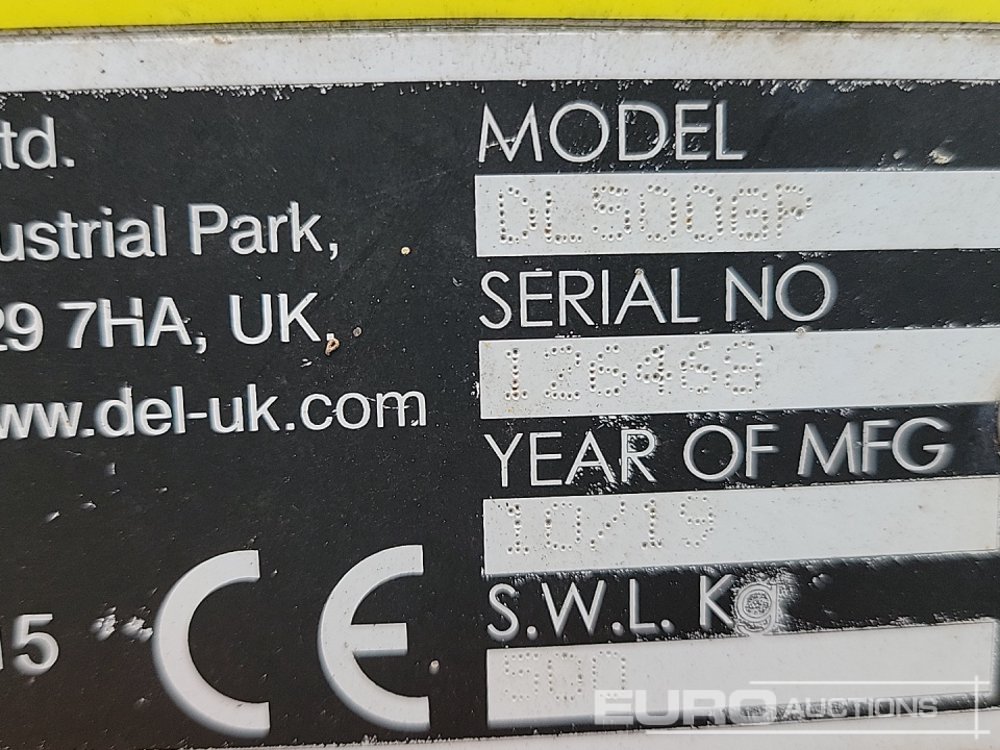 td.
ustrial Park,
29 7HA, UK,
ww.del-uk.com
15
CE
MODEL
DL500GP
SERIAL NO
126468
YEAR OF MFG
10/19
S.W.L. Kg
500
EURO AUCTIONS